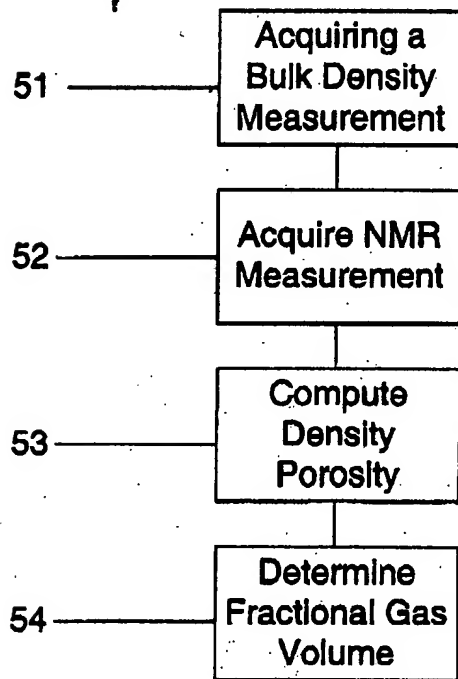 Acquiring a
Bulk Density
Measurement
51
Acquire NMR
Measurement
52
Compute
Density
Porosity
53
Determine
Fractional Gas
Volume
54